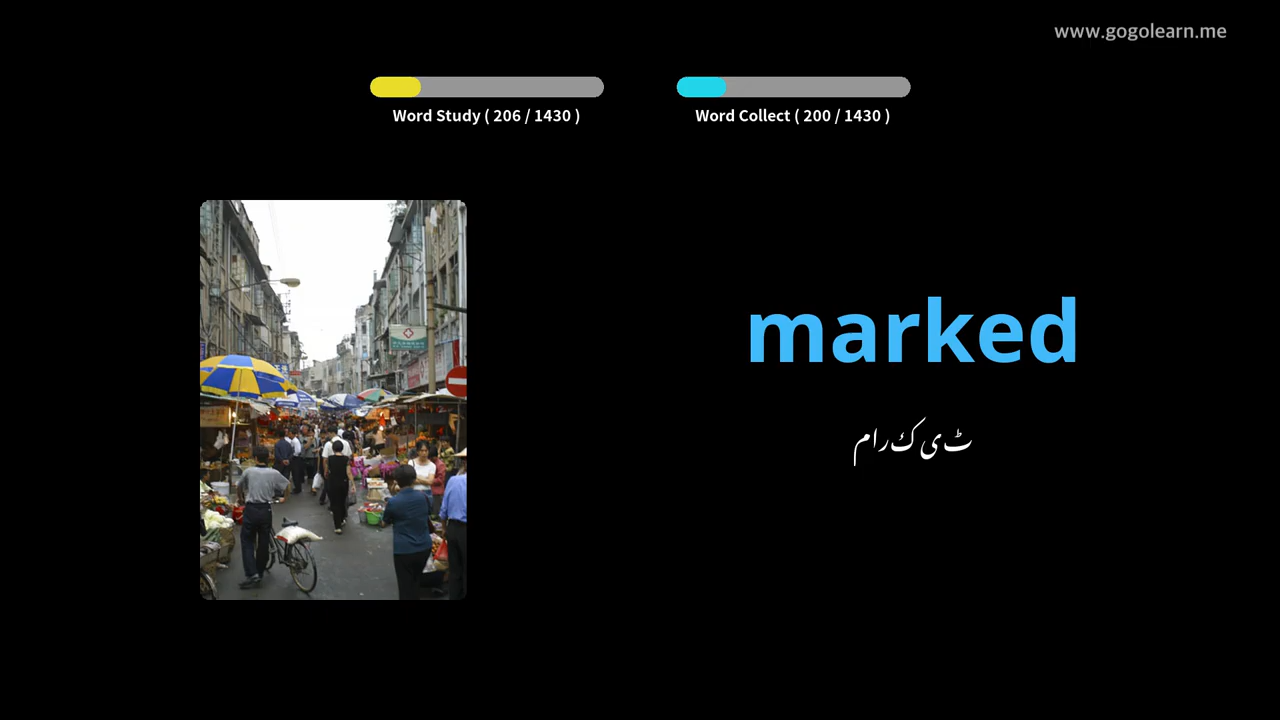 www.gogolearn.me
Word Study ( 206 / 1430 )
Word Collect ( 200 / 1430 )
marked
ٹ‌ی‌ک‌رام